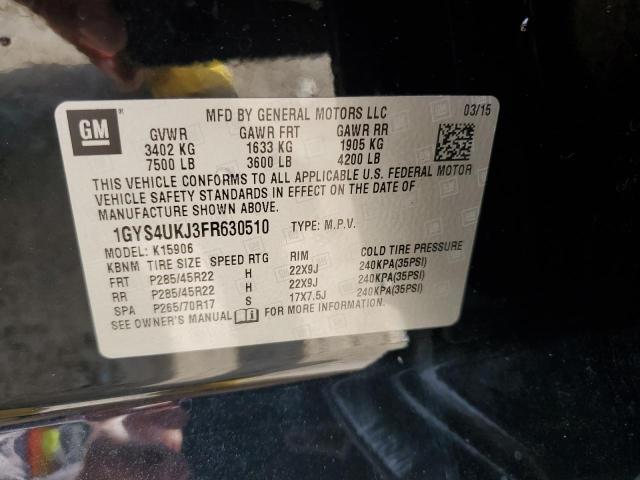 GM
MFD BY GENERAL MOTORS LLC 03/15
GVWR GAWR FRT GAWR RR
3402 KG 1633 KG 1905 KG
7500 LB 3600 LB 4200 LB
THIS VEHICLE CONFORMS TO ALL APPLICABLE U.S. FEDERAL MOTOR
VEHICLE SAFETY STANDARDS IN EFFECT ON THE DATE OF
MANUFACTURE SHOWN ABOVE.
1GYS4UKJ3FR630510 TYPE: M.P.V.
MODEL: K15906
KBNM TIRE SIZE SPEED RTG RIM COLD TIRE PRESSURE
FRT P285/45R22 H 22X9J 240KPA(35PSI)
RR P285/45R22 H 22X9J 240KPA(35PSI)
SPA P265/70R17 S 17X7.5J 240KPA(35PSI)
SEE OWNER'S MANUAL FOR MORE INFORMATION.